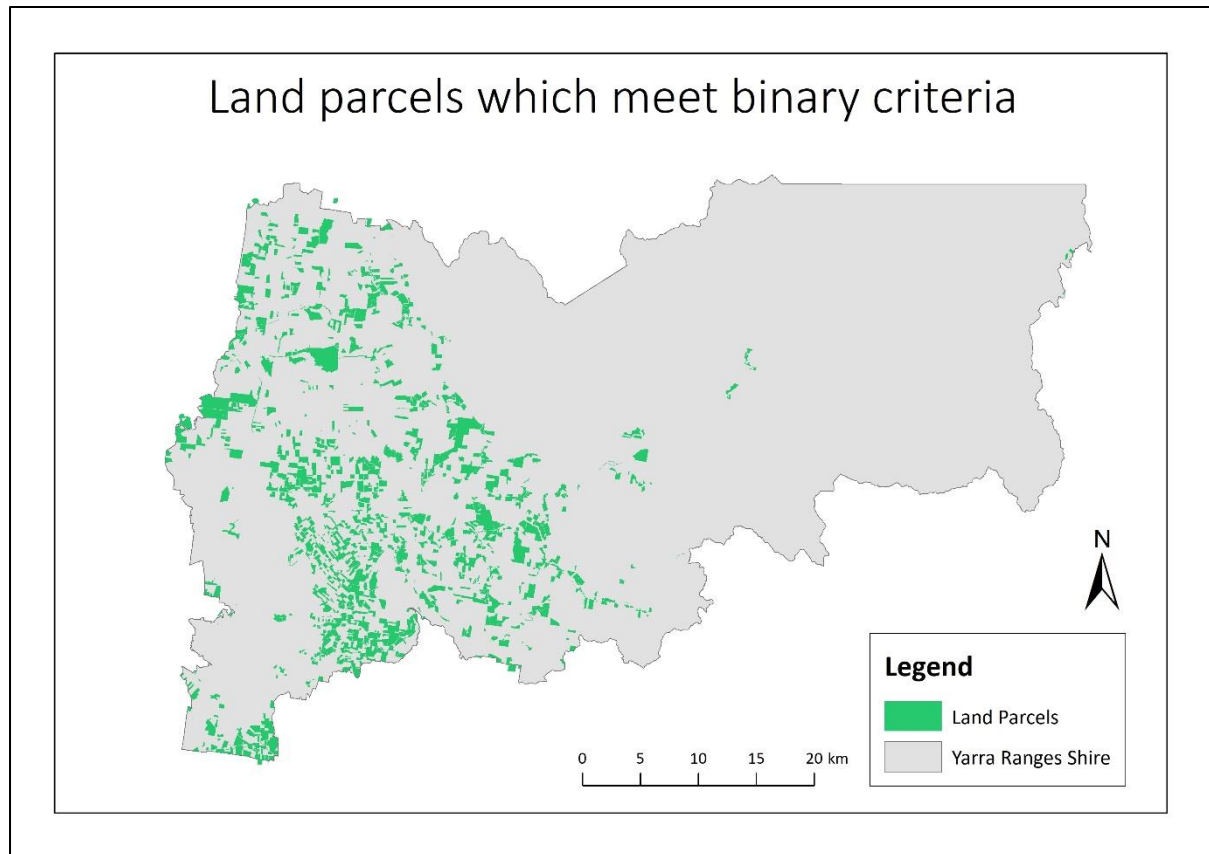 Land parcels which meet binary criteria
N
Legend
Land Parcels
Yarra Ranges Shire
0 5 10 15 20 km